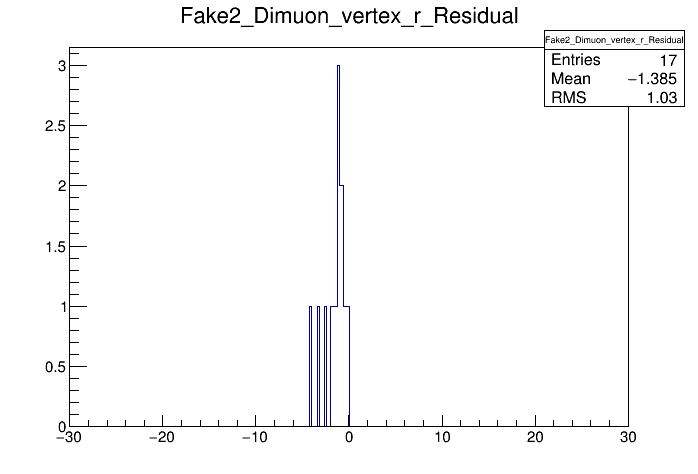 Fake2_Dimuon_vertex_r_Residual
Fake2_Dimuon_vertex_r_Residual
Entries 17
Mean −1.385
RMS 1.03
3
2.5
2
1.5
1
0.5
0
−30 −20 −10 0 10 20 30